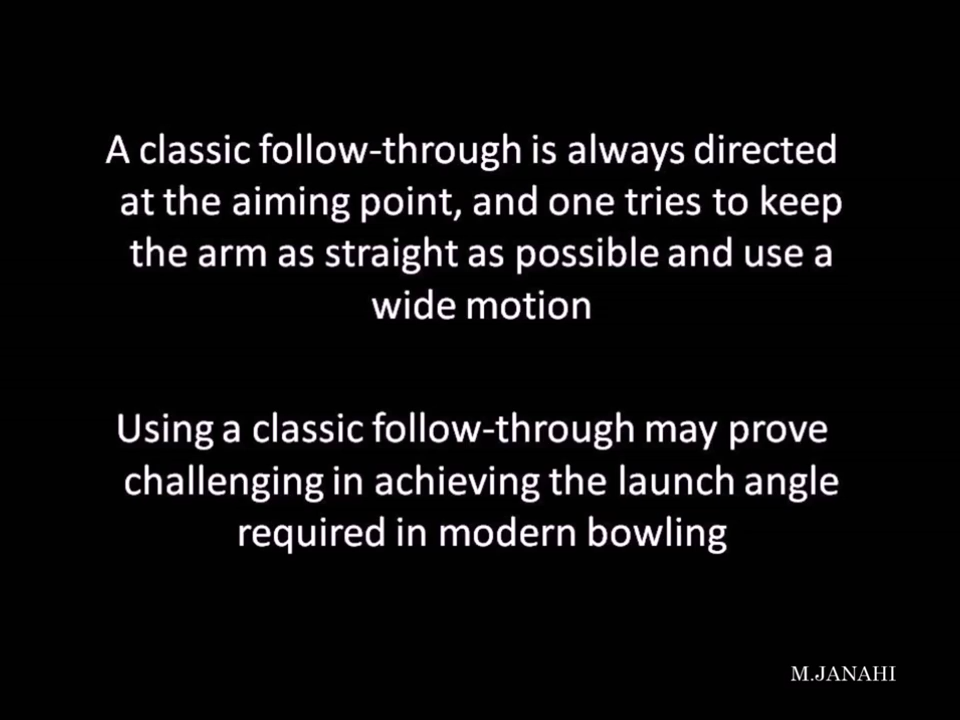 A classic follow-through is always directed
at the aiming point, and one tries to keep
the arm as straight as possible and use a
wide motion
Using a classic follow-through may prove
challenging in achieving the launch angle
required in modern bowling
M.JANAHI